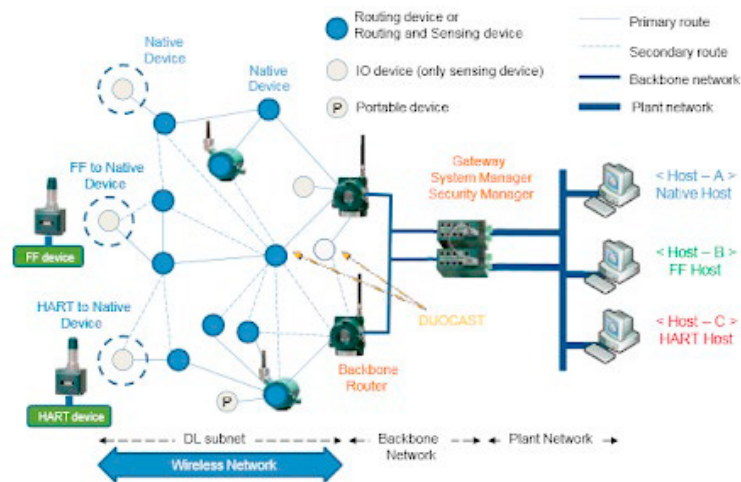 Native
Device
Native
Device
Routing device or
Routing and Sensing device
IO device (only sensing device)
P
Portable device
Primary route
Secondary route
Backbone network
Plant network
FF to Native
Device
FF device
HART to Native
Device
HART device
P
Gateway
System Manager
Security Manager
DUOCAST
Backbone
Router
< Host – A >
Native Host
< Host – B >
FF Host
< Host – C >
HART Host
DL subnet
Backbone
Network
Plant Network
Wireless Network